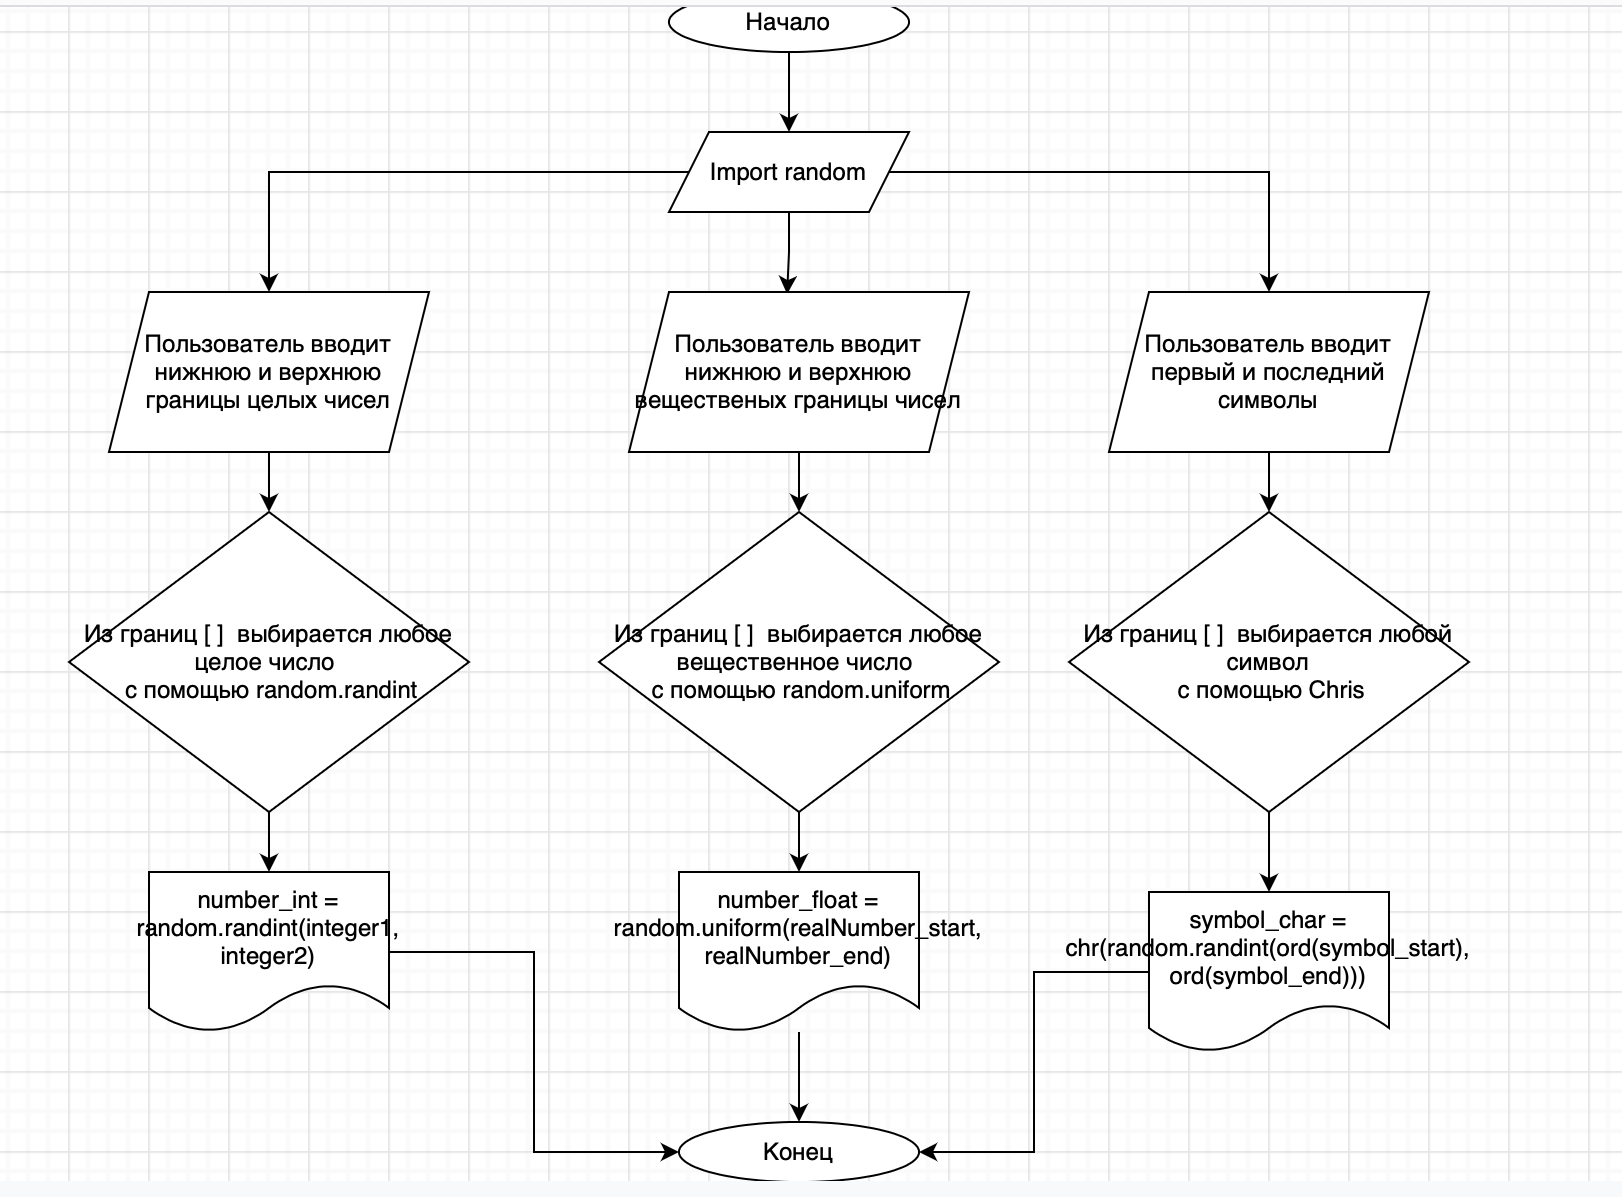 Начало
Import random
Пользователь вводит
нижнюю и верхнюю
границы целых чисел
Пользователь вводит
нижнюю и верхнюю
вещественых границы чисел
Пользователь вводит
первый и последний
символы
Из границ [ ]  выбирается любое
целое число
с помощью random.randint
Из границ [ ]  выбирается любое
вещественное число
с помощью random.uniform
Из границ [ ]  выбирается любой
символ
с помощью Chris
number_int =
random.randint(integer1,
integer2)
number_float =
random.uniform(realNumber_start,
realNumber_end)
symbol_char =
chr(random.randint(ord(symbol_start),
ord(symbol_end)))
Конец